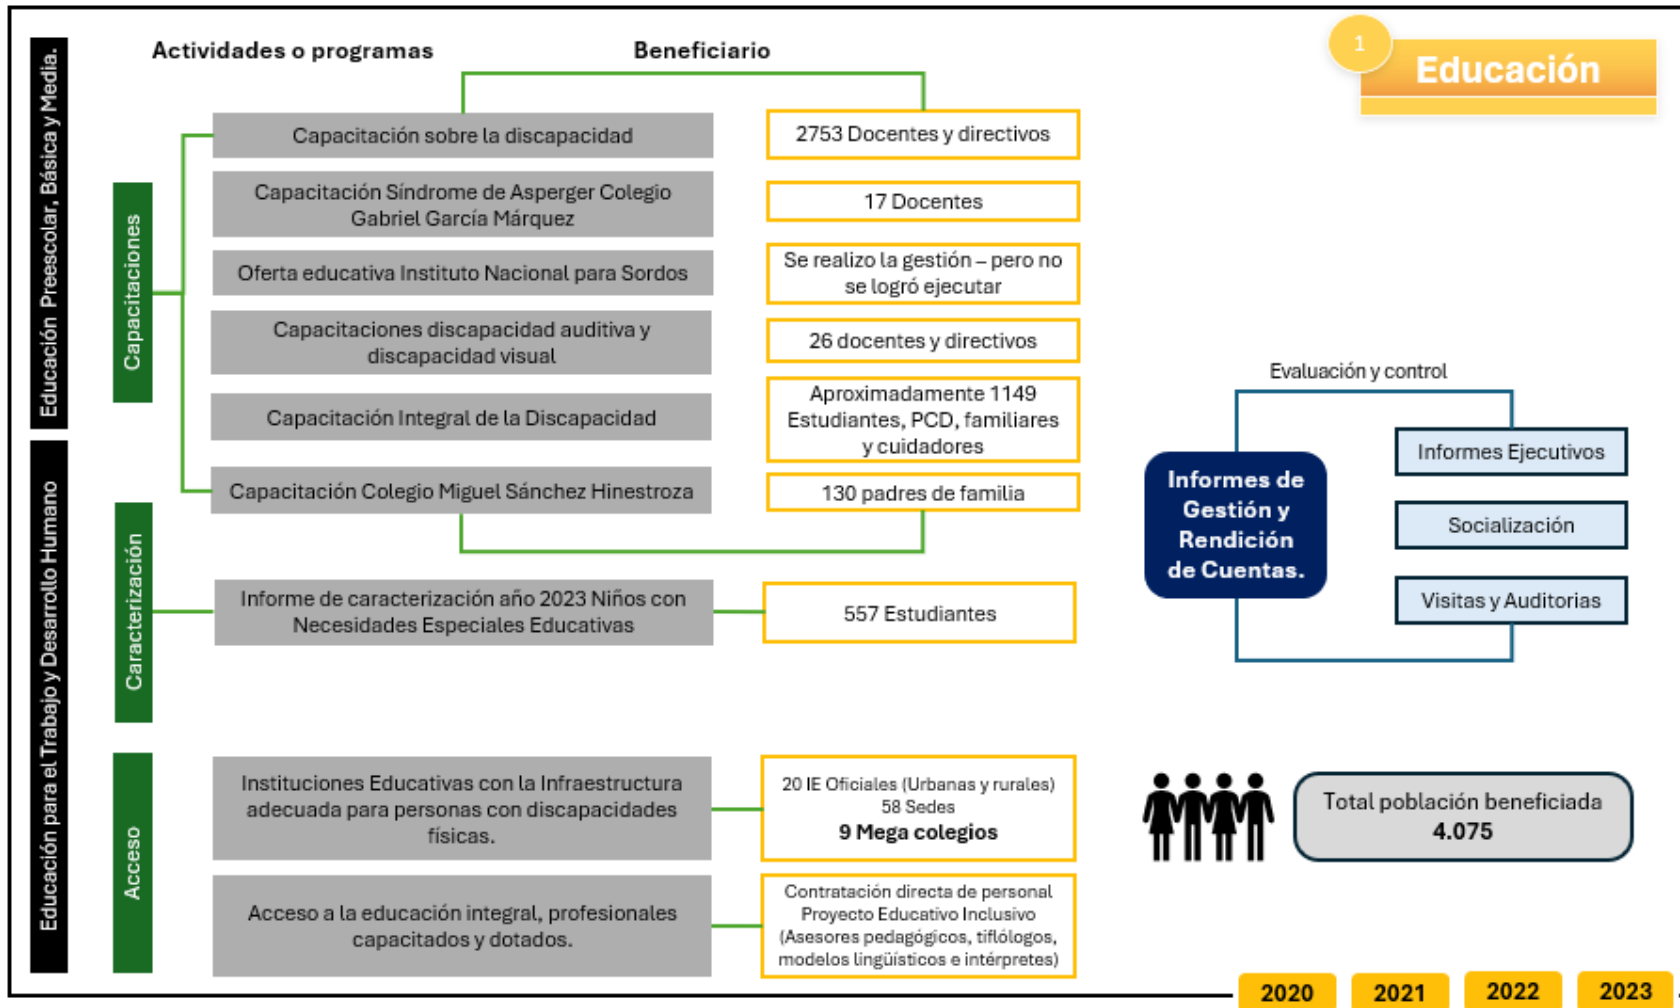 1
Educación
Educación Preescolar, Básica y Media.
Educación para el Trabajo y Desarrollo Humano
Actividades o programas
Beneficiario
Capacitaciones
Capacitación sobre la discapacidad
2753 Docentes y directivos
Capacitación Síndrome de Asperger Colegio
Gabriel García Márquez
17 Docentes
Oferta educativa Instituto Nacional para Sordos
Se realizo la gestión – pero no
se logró ejecutar
Capacitaciones discapacidad auditiva y
discapacidad visual
26 docentes y directivos
Capacitación Integral de la Discapacidad
Aproximadamente 1149
Estudiantes, PCD, familiares
y cuidadores
Capacitación Colegio Miguel Sánchez Hinestroza
130 padres de familia
Caracterización
Informe de caracterización año 2023 Niños con
Necesidades Especiales Educativas
557 Estudiantes
Acceso
Instituciones Educativas con la Infraestructura
adecuada para personas con discapacidades
físicas.
20 IE Oficiales (Urbanas y rurales)
58 Sedes
9 Mega colegios
Acceso a la educación integral, profesionales
capacitados y dotados.
Contratación directa de personal
Proyecto Educativo Inclusivo
(Asesores pedagógicos, tiflólogos,
modelos lingüísticos e intérpretes)
Evaluación y control
Informes de
Gestión y
Rendición
de Cuentas.
Informes Ejecutivos
Socialización
Visitas y Auditorias
Total población beneficiada
4.075
2020
2021
2022
2023